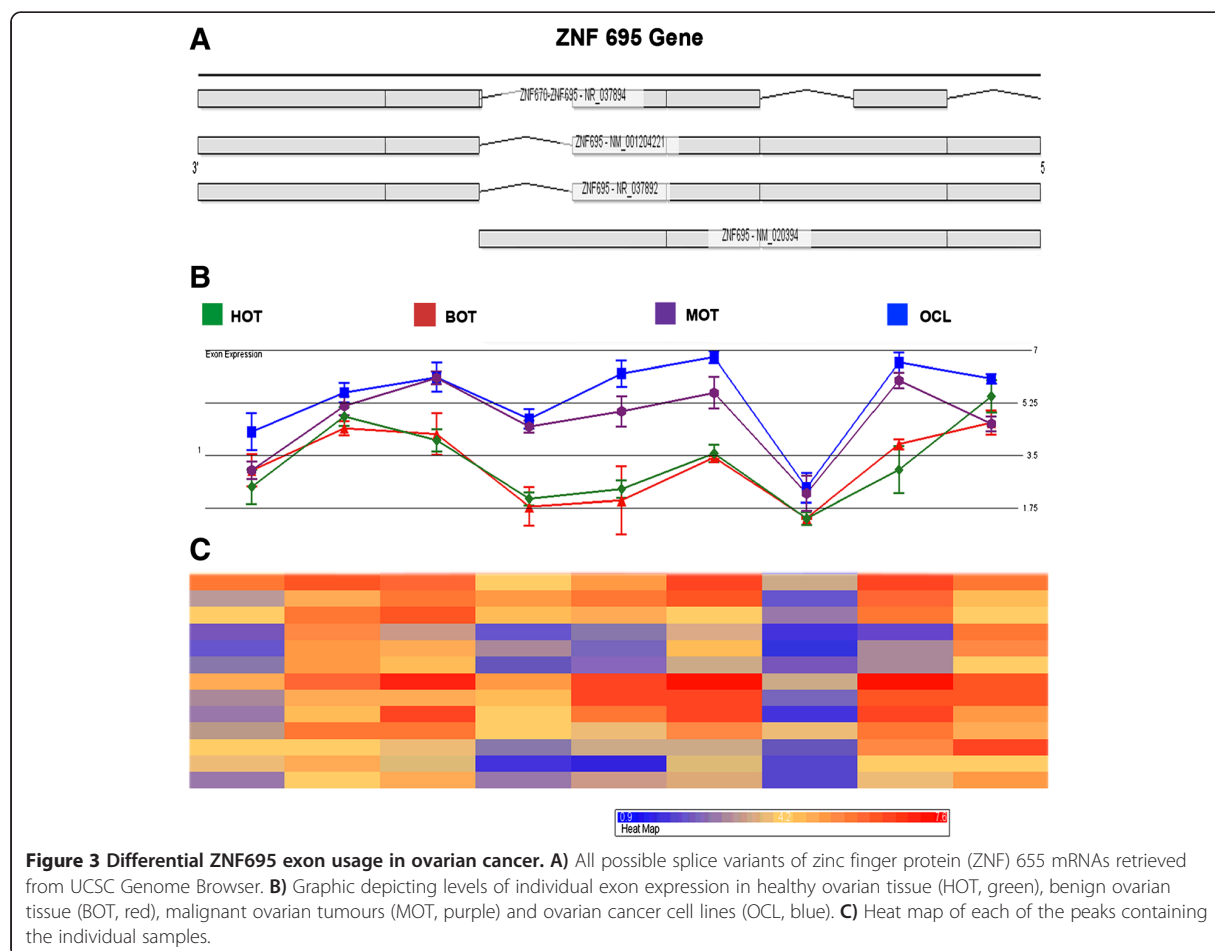 A
ZNF 695 Gene
ZNF670-ZNF695 - NR_037894
ZNF695 - NM_001204221
3'
5
ZNF695 - NR_037892
ZNF695 - NM_020394
B
HOT
BOT
MOT
OCL
Exon Expression
7
5.25
1
3.5
1.75
C
0.9
4.2
7.6
Heat Map
Figure 3 Differential ZNF695 exon usage in ovarian cancer. A) All possible splice variants of zinc finger protein (ZNF) 655 mRNAs retrieved
from UCSC Genome Browser. B) Graphic depicting levels of individual exon expression in healthy ovarian tissue (HOT, green), benign ovarian
tissue (BOT, red), malignant ovarian tumours (MOT, purple) and ovarian cancer cell lines (OCL, blue). C) Heat map of each of the peaks containing
the individual samples.